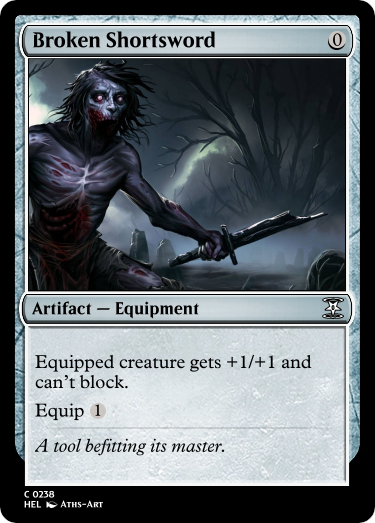 Broken Shortsword 0
Artifact — Equipment
Equipped creature gets +1/+1 and
can't block.
Equip 1
A tool befitting its master.
C 0238
HEL Aths-Art